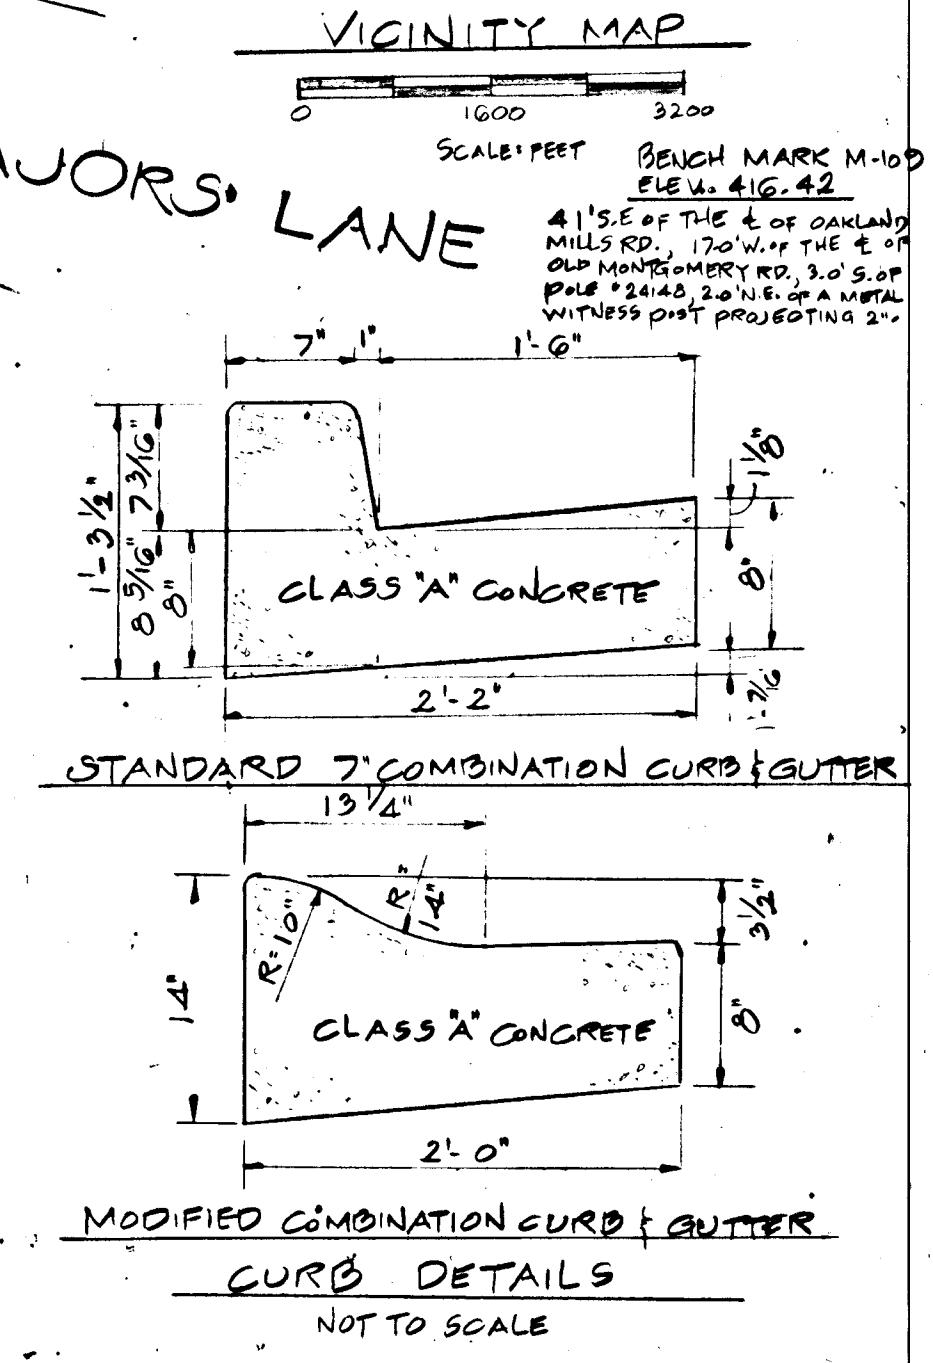 VICINITY MAP
0 1600 3200
SCALE: FEET
BENCH MARK M-109
ELEV. 416.42
41' S.E OF THE ℄ OF OAKLAND
MILLS RD., 17.0' W. OF THE ℄ OF
OLD MONTGOMERY RD., 3.0' S. OF
POLE #24148, 2.0' N.E. OF A METAL
WITNESS POST PROJECTING 2".
LANE
7" 1" 1'-6"
1'-3 1/2"
7 3/16"
8 5/16"
8"
1 1/8"
8"
1'-7/16
CLASS "A" CONCRETE
2'-2"
STANDARD 7" COMBINATION CURB & GUTTER
13 1/4"
R=10"
R=
14"
3 1/2"
14"
8"
CLASS "A" CONCRETE
2'-0"
MODIFIED COMBINATION CURB & GUTTER
CURB DETAILS
NOT TO SCALE